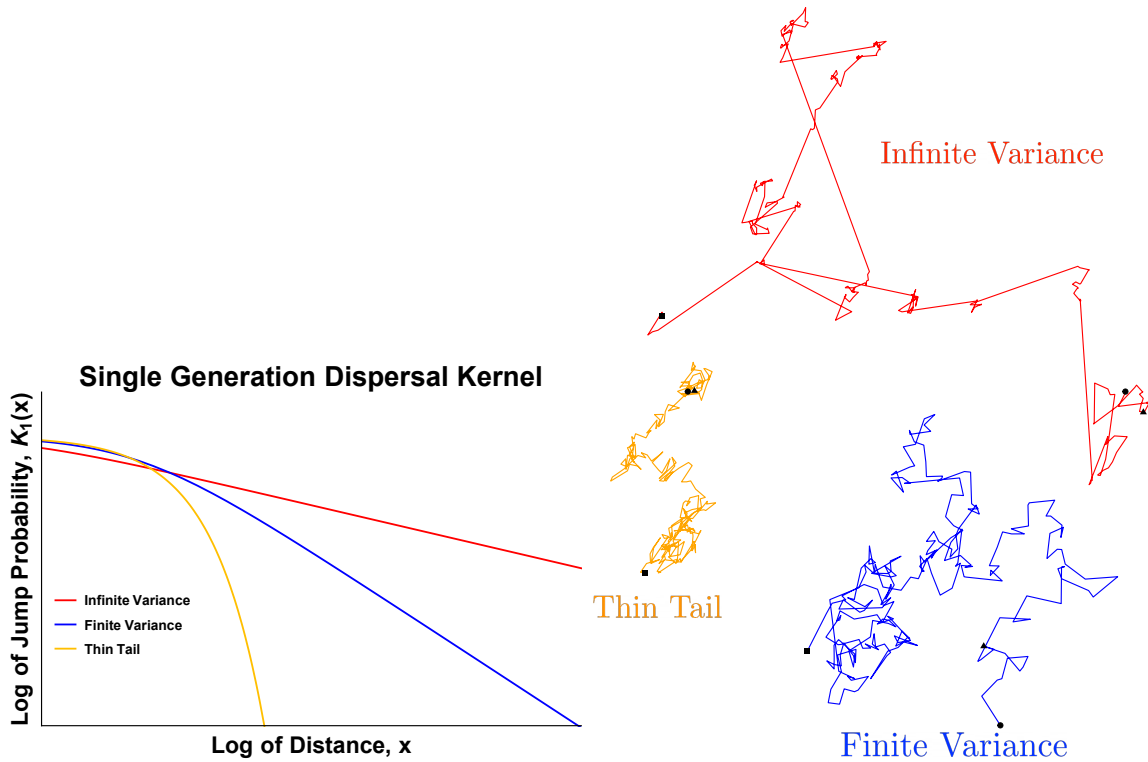 Infinite Variance
Single Generation Dispersal Kernel
Log of Jump Probability, K₁(x)
Infinite Variance
Finite Variance
Thin Tail
Log of Distance, x
Thin Tail
Finite Variance